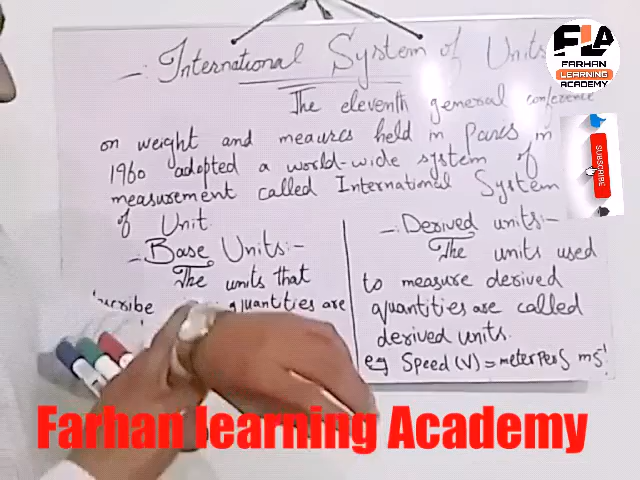 International System of Units
FLA
FARHAN
LEARNING
ACADEMY
The eleventh general conference
on weight and meaures held in Pares in
1960 adopted a world-wide system of
measurement called International System
of Unit.
SUBSCRIBE
Base Units:-
The units that
quantities are
Derived units:-
The units used
to measure derived
quantities are called
derived units.
eg Speed (V) = meter per S ms⁻¹
Farhan learning Academy